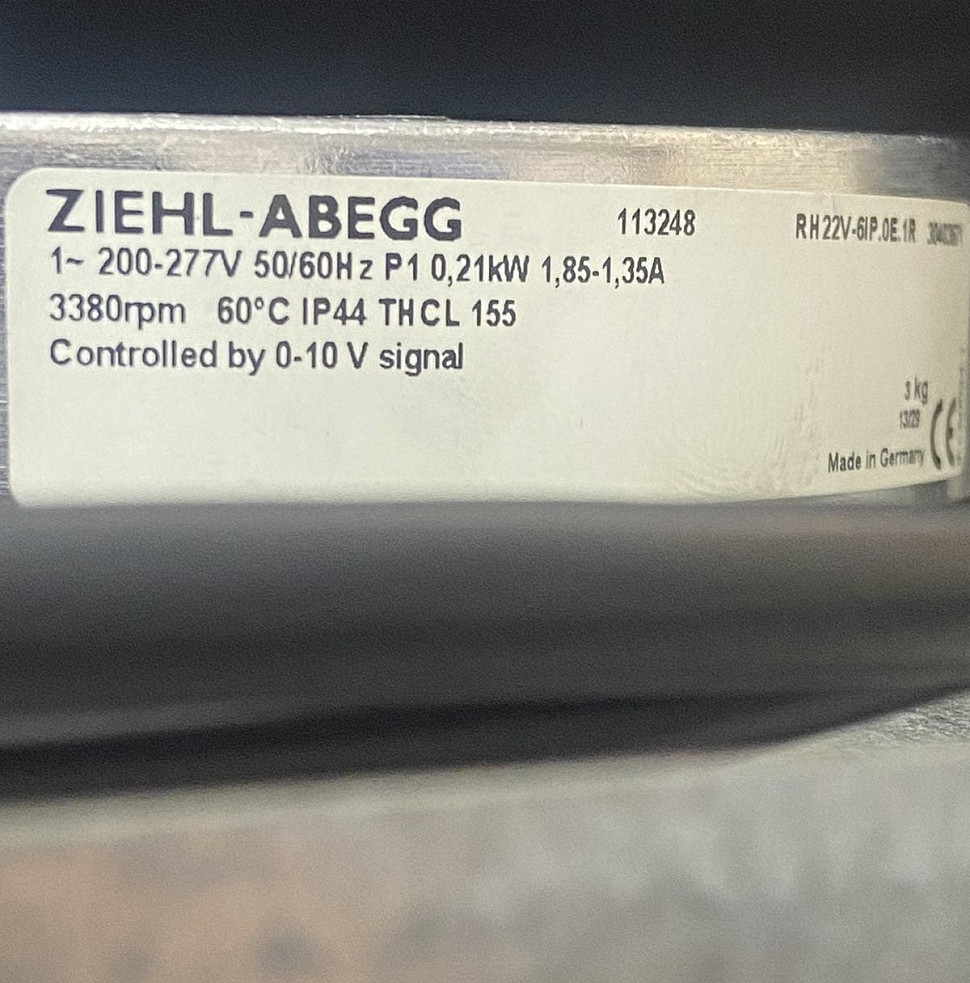 ZIEHL-ABEGG 113248 RH22V-6IP.0E.1R
1~ 200-277V 50/60Hz P1 0,21kW 1,85-1,35A
3380rpm 60°C IP44 THCL 155
Controlled by 0-10 V signal
3 kg
13/29
Made in Germany CE